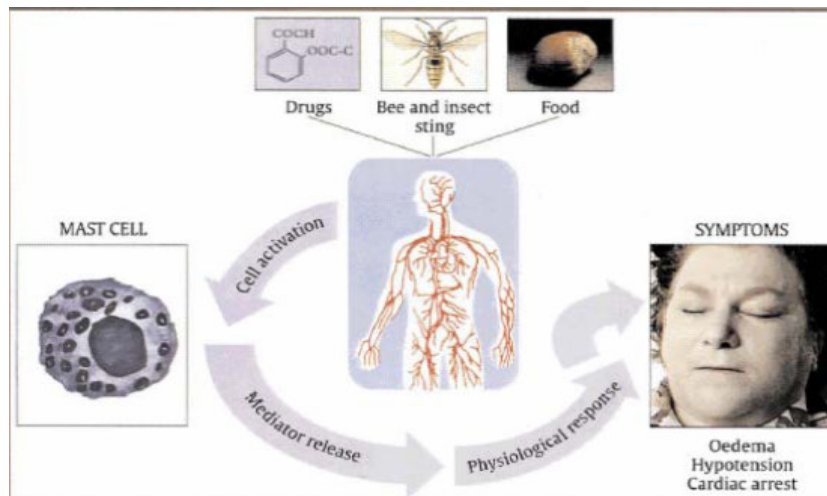 COCH
OOC-C
Drugs
Bee and insect
sting
Food
MAST CELL
Cell activation
SYMPTOMS
Mediator release
Physiological response
Oedema
Hypotension
Cardiac arrest